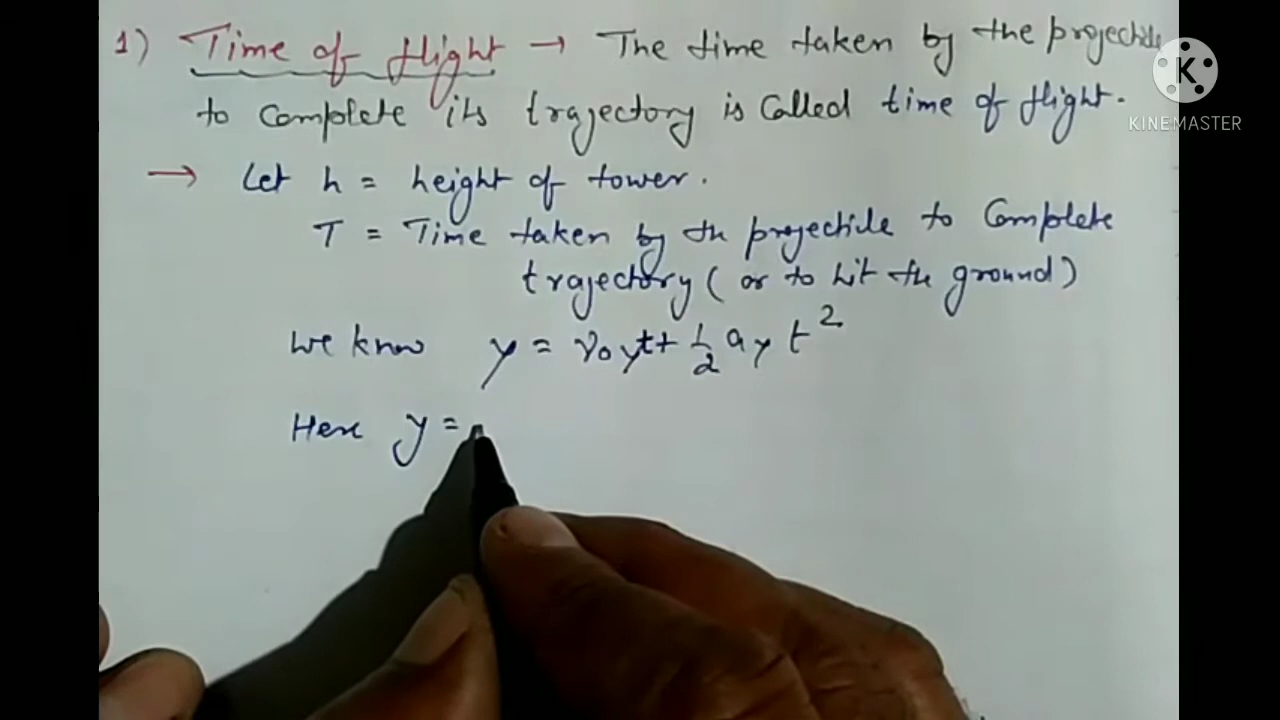 1) Time of flight → The time taken by the projectile
to complete its trajectory is called time of flight.
→ Let h = height of tower.
T = Time taken by the projectile to complete
trajectory (or to hit the ground)
We know y = v₀yt + 1/2 ay t²
Here y =
K
KINEMASTER